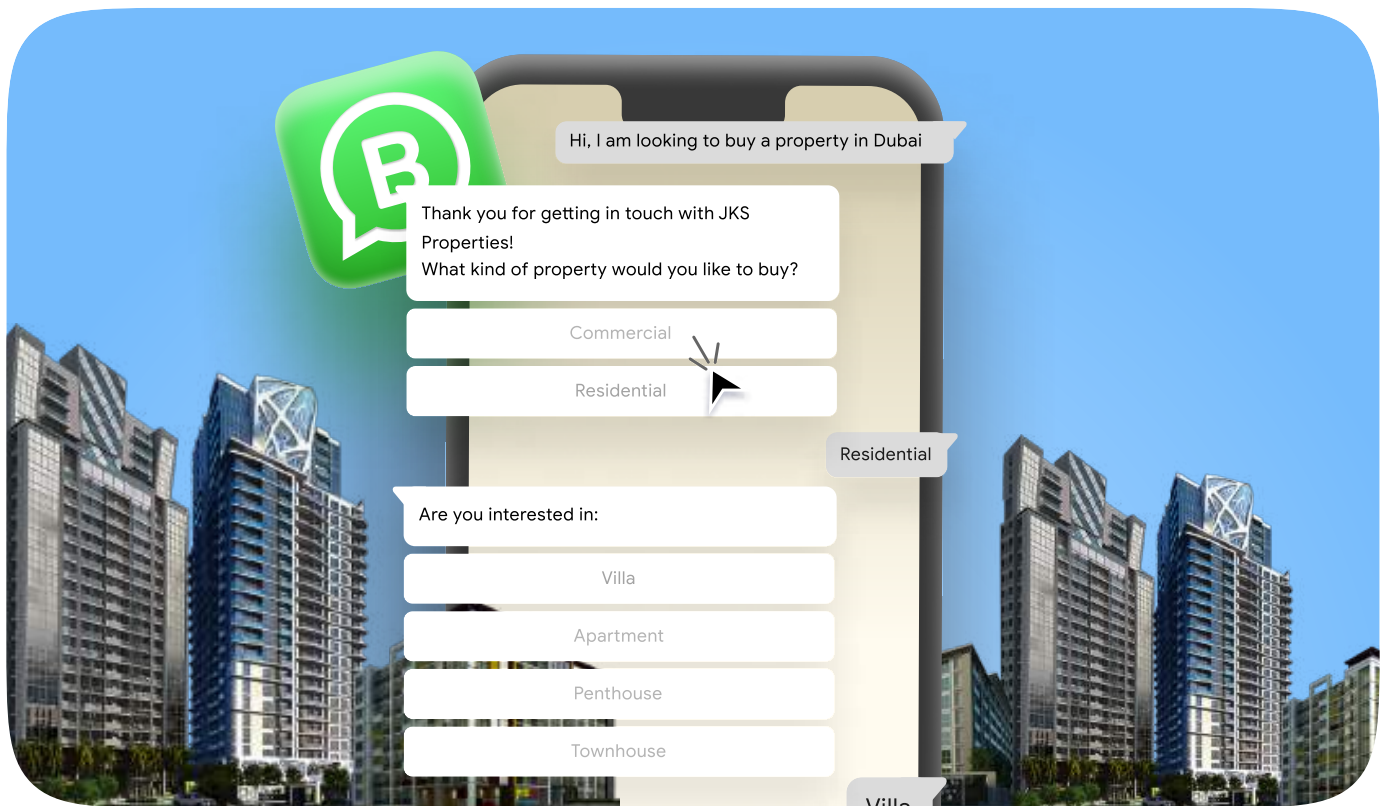 B
Hi, I am looking to buy a property in Dubai
Thank you for getting in touch with JKS
Properties!
What kind of property would you like to buy?
Commercial
Residential
Residential
Are you interested in:
Villa
Apartment
Penthouse
Townhouse
Villa